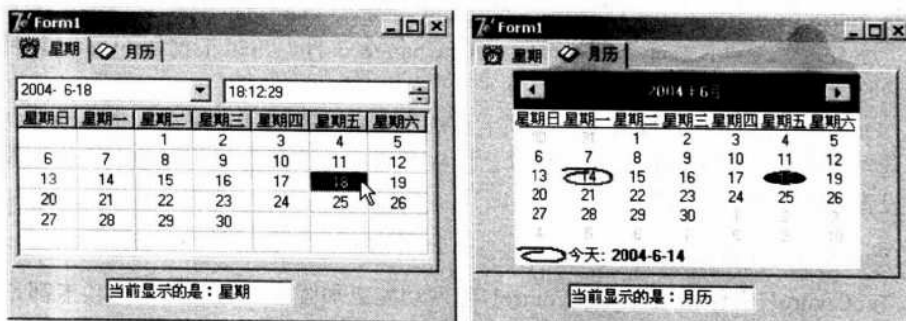 Form1
星期 月历
2004- 6-18 18:12:29
星期日 星期一 星期二 星期三 星期四 星期五 星期六
1 2 3 4 5
6 7 8 9 10 11 12
13 14 15 16 17 18 19
20 21 22 23 24 25 26
27 28 29 30
当前显示的是：星期
Form1
星期 月历
2004年6月
星期日 星期一 星期二 星期三 星期四 星期五 星期六
30 31 1 2 3 4 5
6 7 8 9 10 11 12
13 14 15 16 17 19
20 21 22 23 24 25 26
27 28 29 30
今天: 2004-6-14
当前显示的是：月历